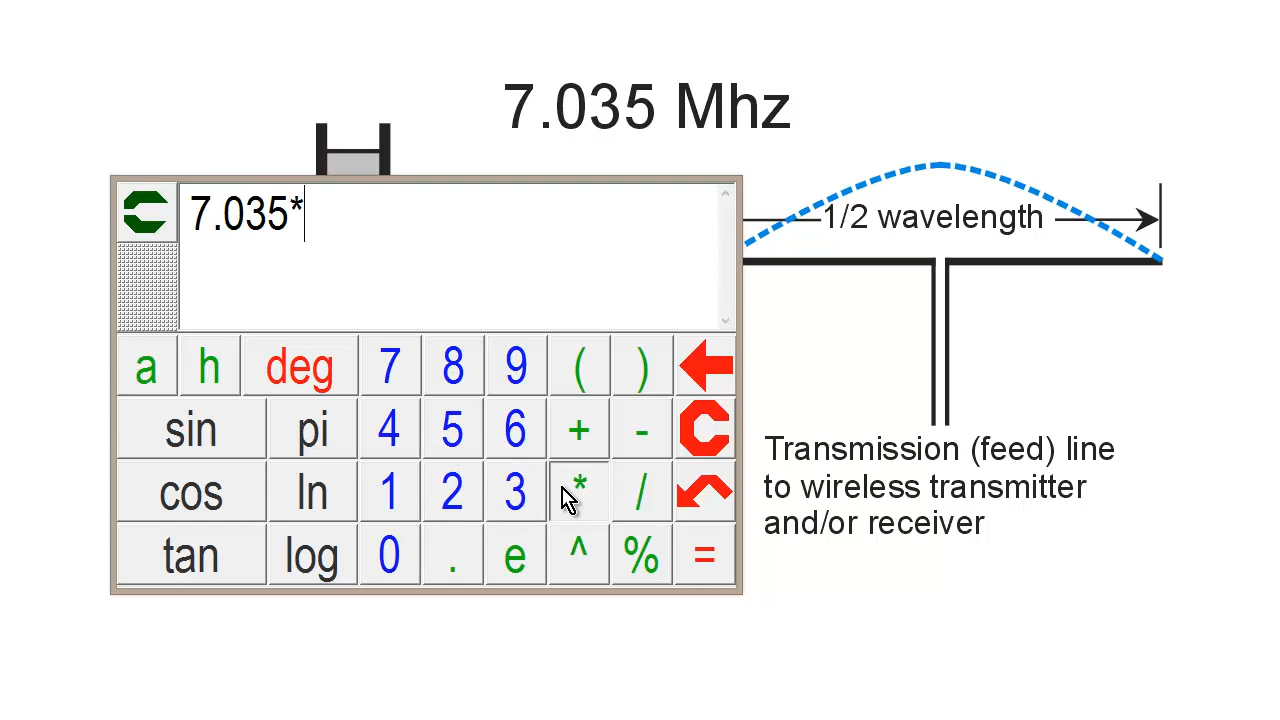 7.035 Mhz
7.035*
1/2 wavelength
a h deg 7 8 9 ( )
sin pi 4 5 6 + -
cos ln 1 2 3 * /
tan log 0 . e ^ % =
Transmission (feed) line
to wireless transmitter
and/or receiver